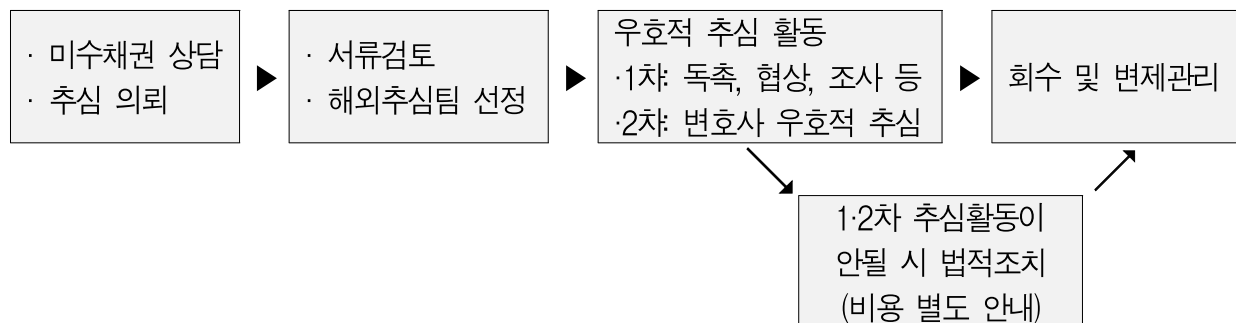 · 미수채권 상담
· 추심 의뢰
· 서류검토
· 해외추심팀 선정
우호적 추심 활동
·1차: 독촉, 협상, 조사 등
·2차: 변호사 우호적 추심
회수 및 변제관리
1·2차 추심활동이
안될 시 법적조치
(비용 별도 안내)